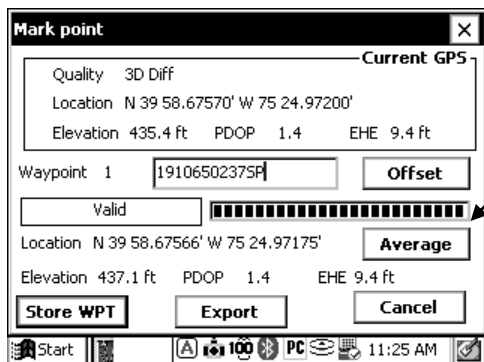 Mark point
Current GPS
Quality 3D Diff
Location N 39 58.67570' W 75 24.97200'
Elevation 435.4 ft PDOP 1.4 EHE 9.4 ft
Waypoint 1 1910650237SP Offset
Valid
Location N 39 58.67566' W 75 24.97175' Average
Elevation 437.1 ft PDOP 1.4 EHE 9.4 ft
Store WPT Export Cancel
Start A 100 PC 11:25 AM